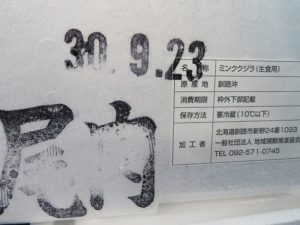 30.9.23
尾肉
名称 ミンククジラ(生食用)
原産地 釧路沖
消費期限 枠外下部記載
保存方法 要冷蔵(10℃以下)
加工者 北海道釧路市新野24番1093
一般社団法人 地域捕鯨推進協会
TEL 092-571-0745